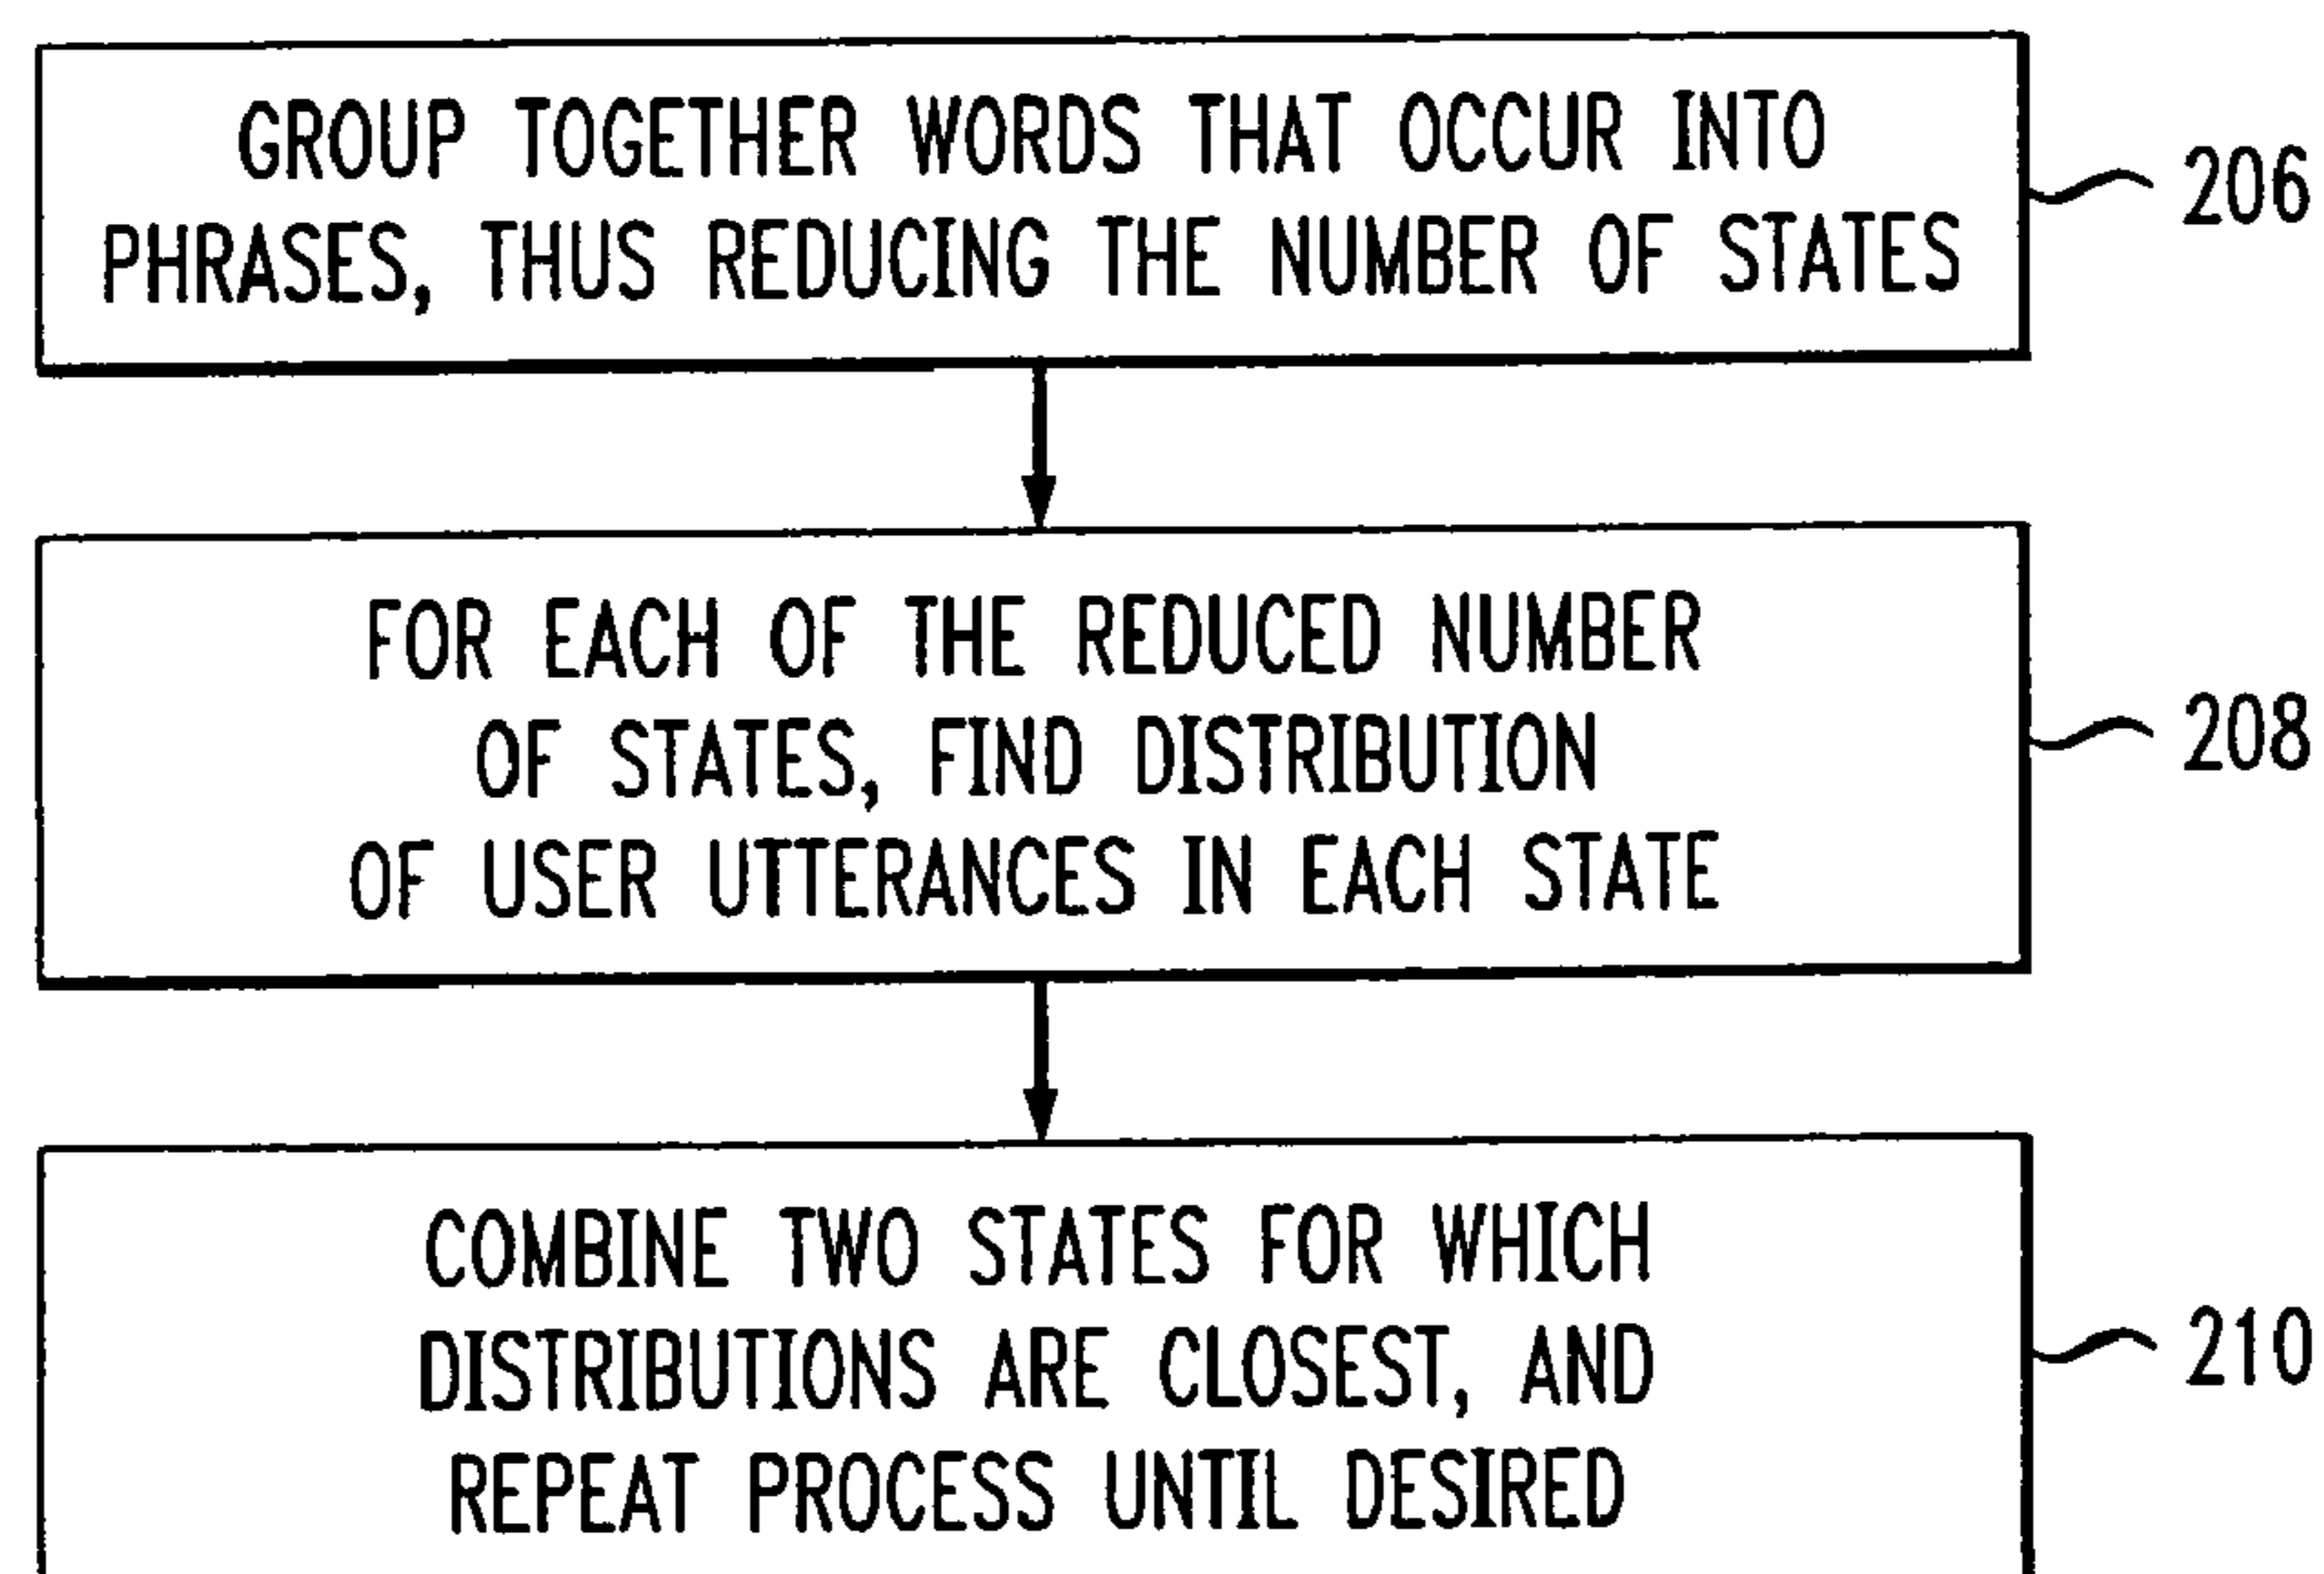 GROUP TOGETHER WORDS THAT OCCUR INTO
PHRASES, THUS REDUCING THE NUMBER OF STATES
206
FOR EACH OF THE REDUCED NUMBER
OF STATES, FIND DISTRIBUTION
OF USER UTTERANCES IN EACH STATE
208
COMBINE TWO STATES FOR WHICH
DISTRIBUTIONS ARE CLOSEST, AND
REPEAT PROCESS UNTIL DESIRED
210